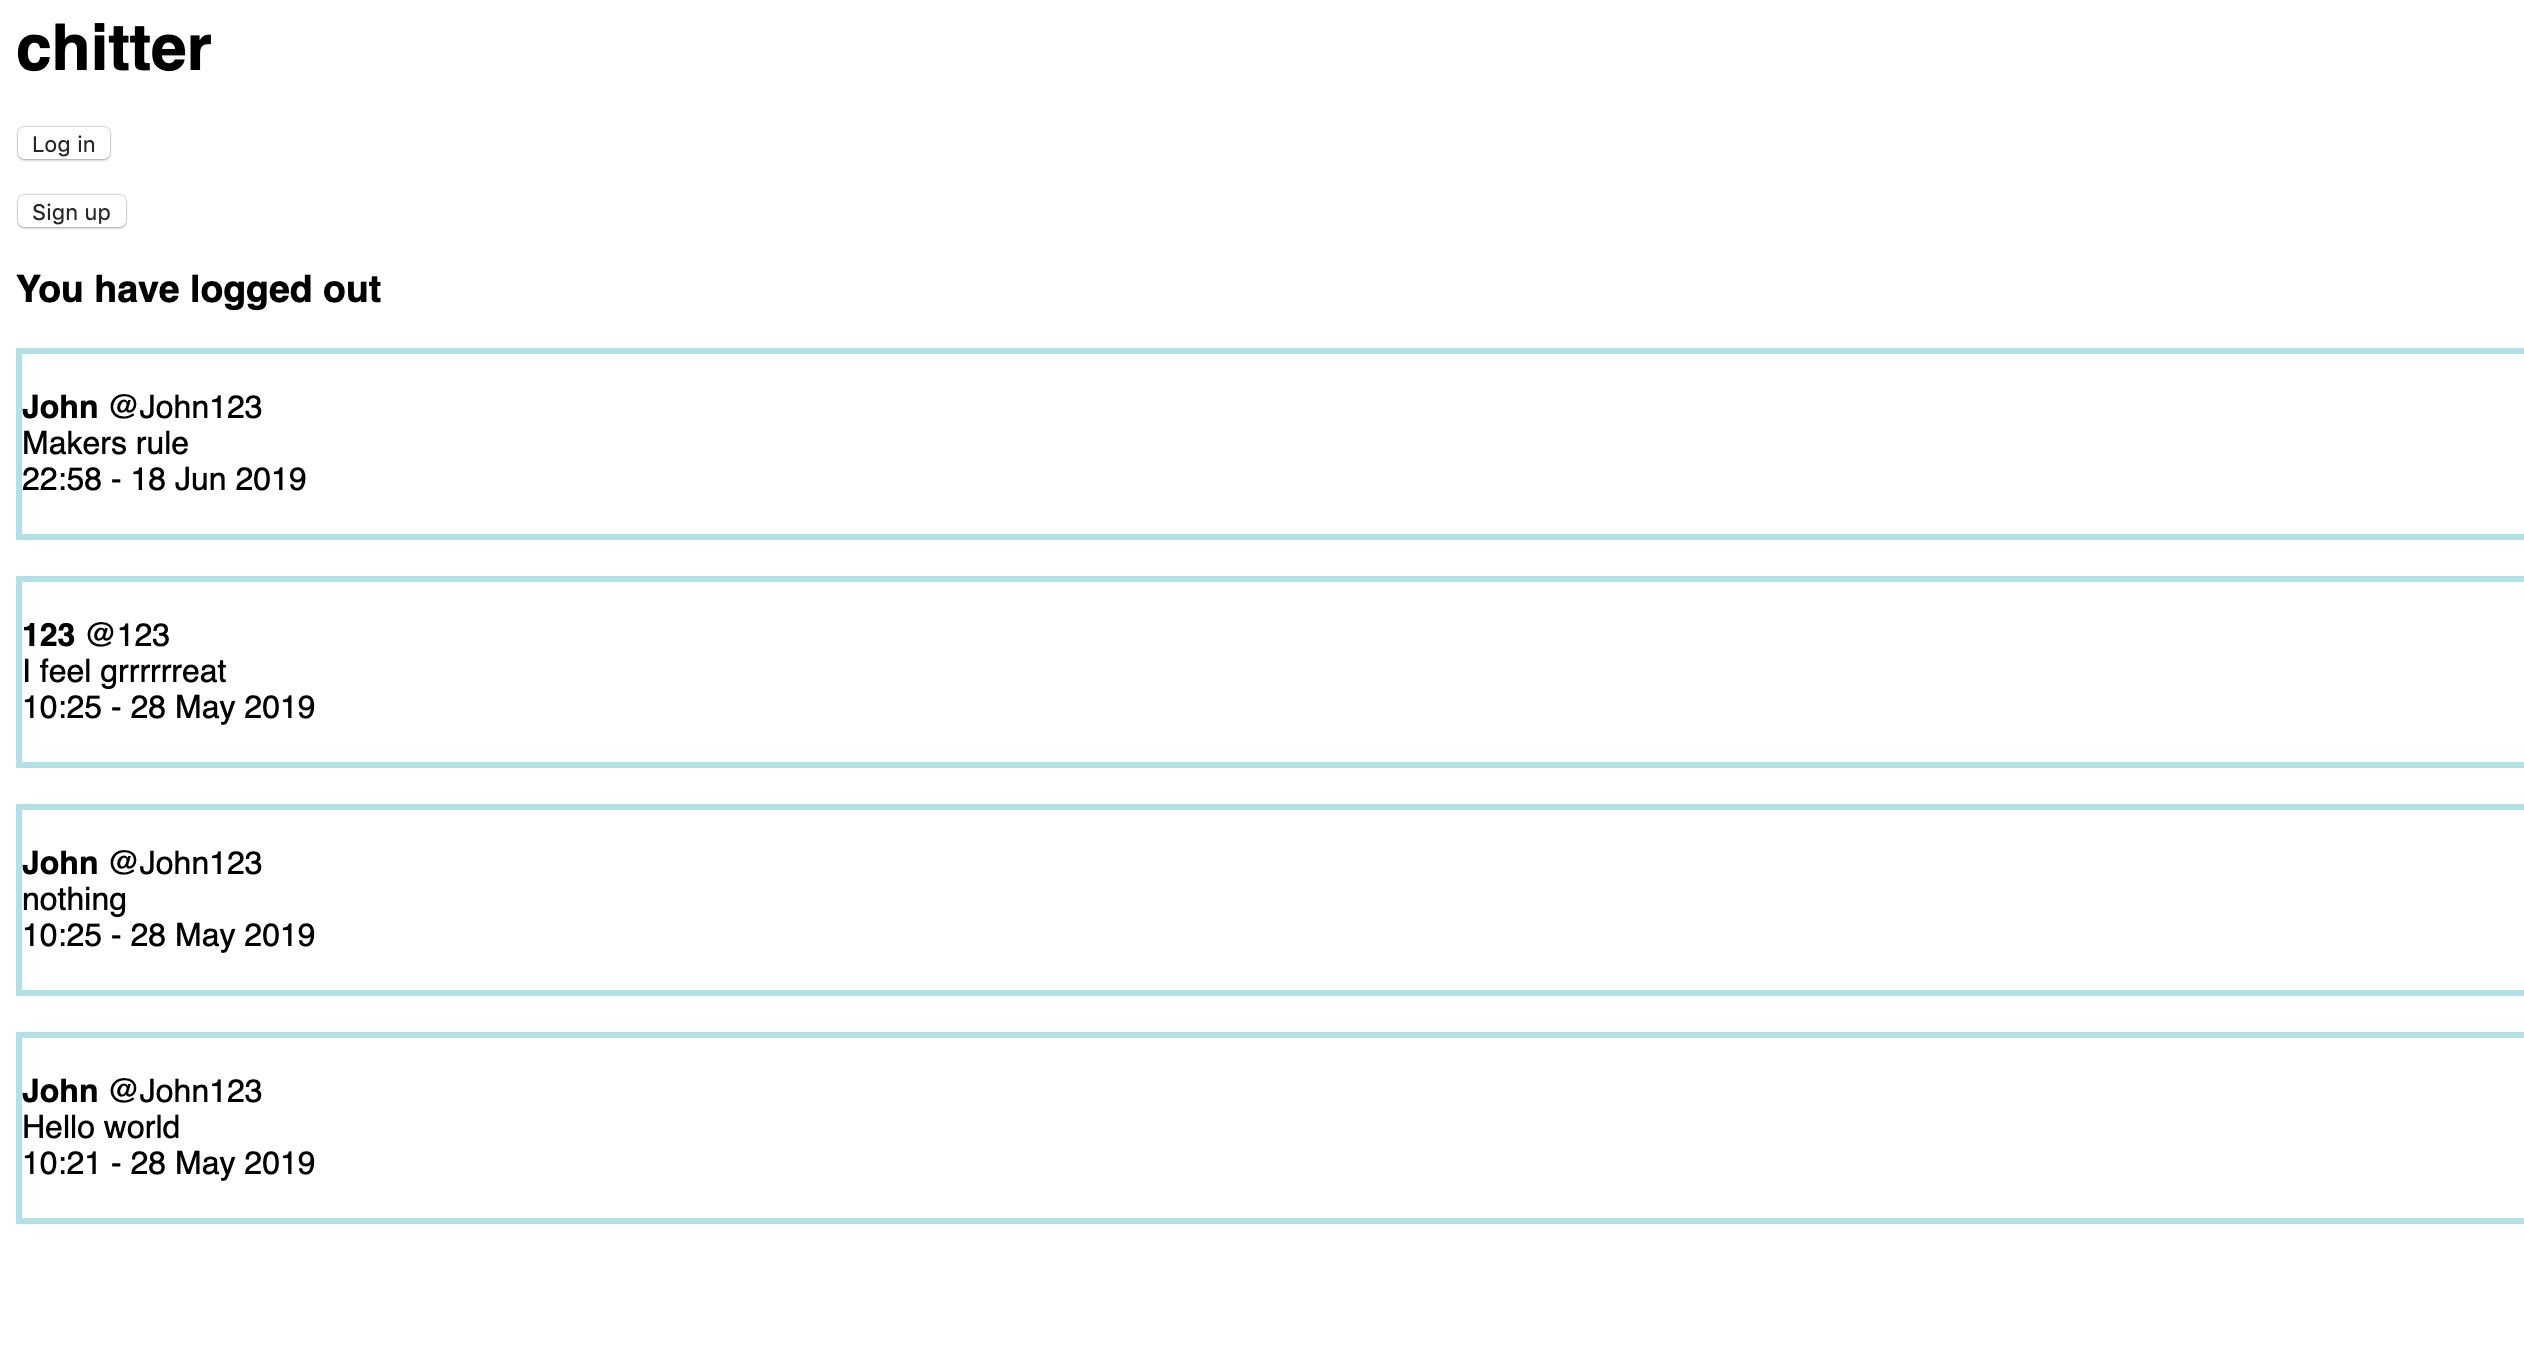 chitter
Log in
Sign up
You have logged out
John @John123
Makers rule
22:58 - 18 Jun 2019
123 @123
I feel grrrrrreat
10:25 - 28 May 2019
John @John123
nothing
10:25 - 28 May 2019
John @John123
Hello world
10:21 - 28 May 2019